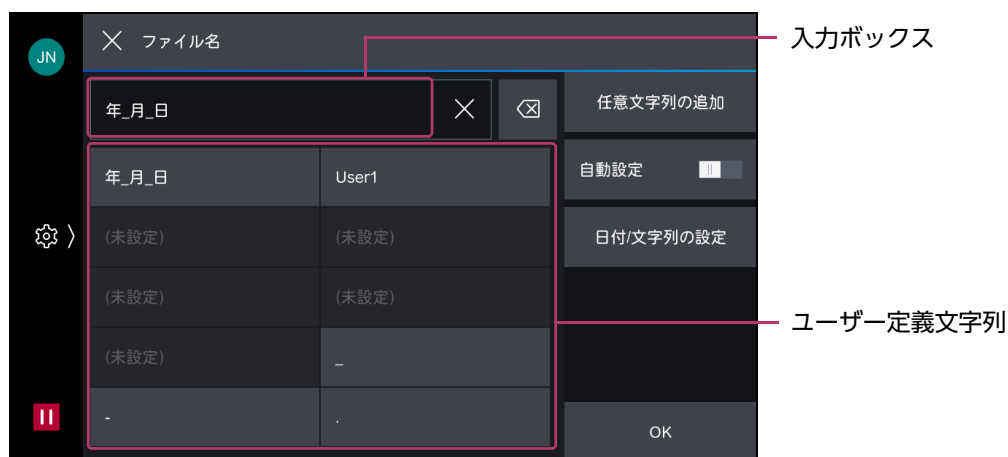 JN
ファイル名
入力ボックス
年_月_日
任意文字列の追加
年_月_日
User1
自動設定
(未設定)
(未設定)
日付/文字列の設定
(未設定)
(未設定)
ユーザー定義文字列
(未設定)
_
-
.
OK